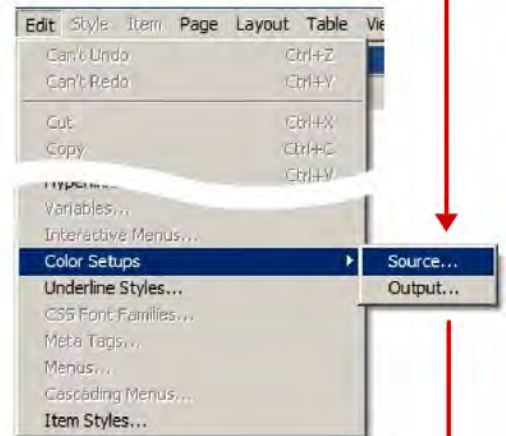 Edit Style Item Page Layout Table
Can't Undo Ctrl+Z
Can't Redo Ctrl+Y
Cut Ctrl+X
Copy Ctrl+C
Ctrl+V
Variables...
Interactive Menus...
Color Setups Source...
Underline Styles... Output...
CSS Font Families...
Meta Tags...
Menus...
Cascading Menus...
Item Styles...